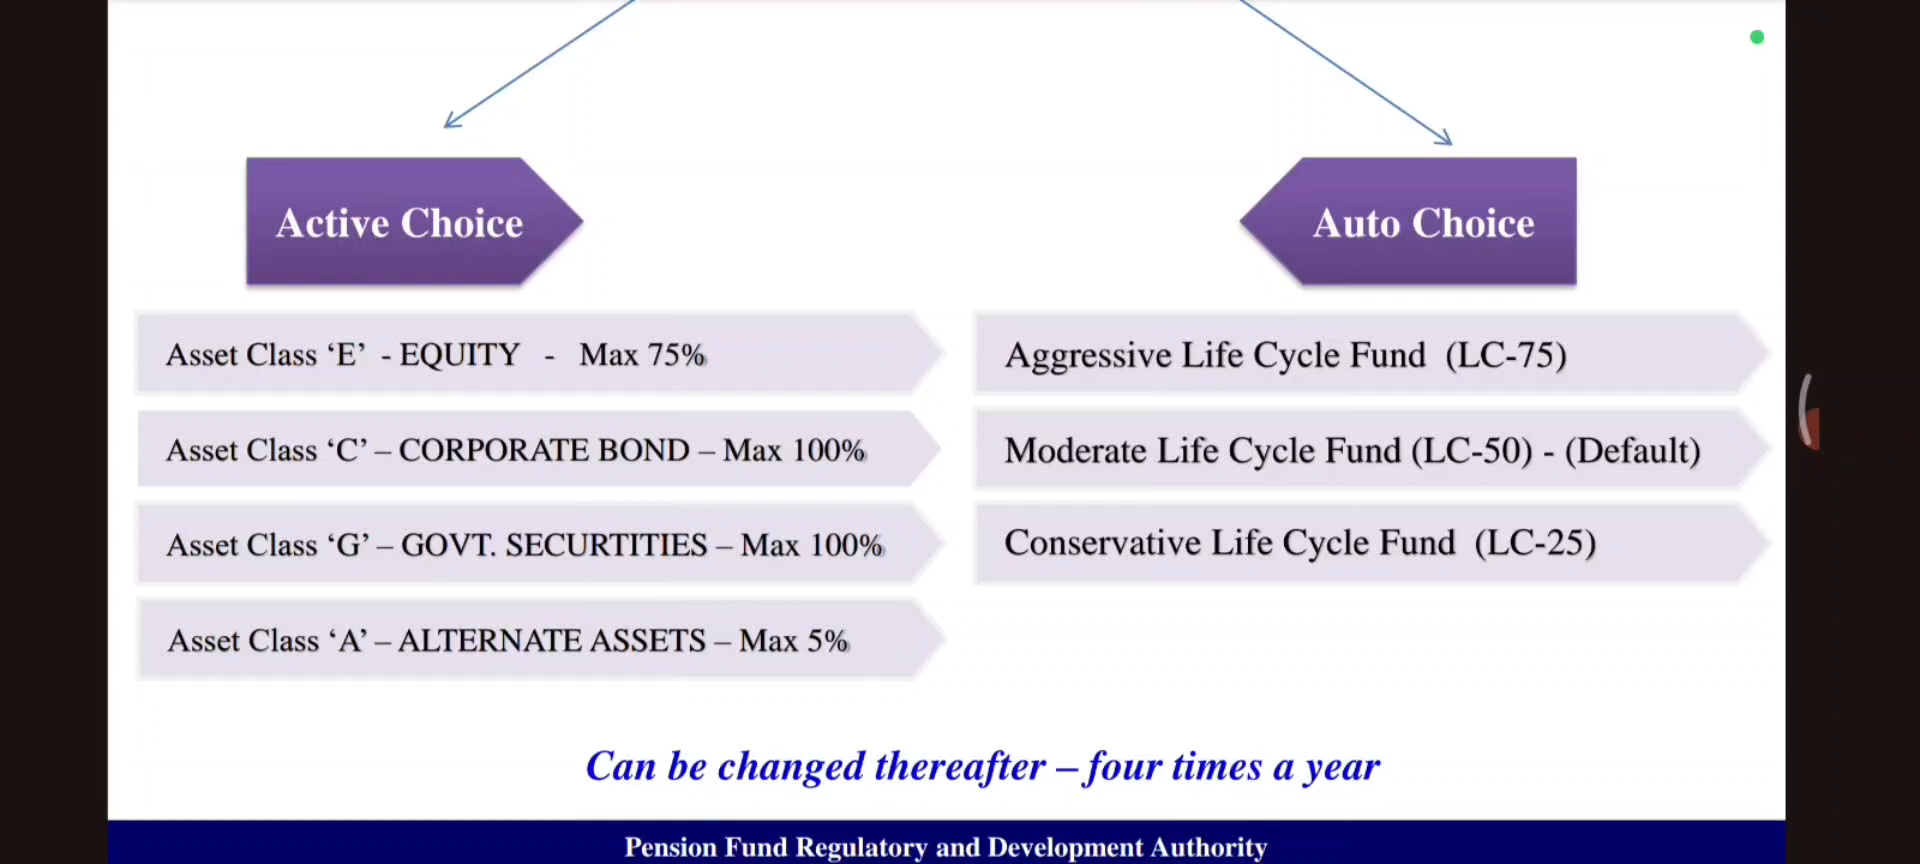 Active Choice
Asset Class ‘E’ - EQUITY - Max 75%
Asset Class ‘C’ – CORPORATE BOND – Max 100%
Asset Class ‘G’ – GOVT. SECURTITIES – Max 100%
Asset Class ‘A’ – ALTERNATE ASSETS – Max 5%
Auto Choice
Aggressive Life Cycle Fund (LC-75)
Moderate Life Cycle Fund (LC-50) - (Default)
Conservative Life Cycle Fund (LC-25)
Can be changed thereafter – four times a year
Pension Fund Regulatory and Development Authority